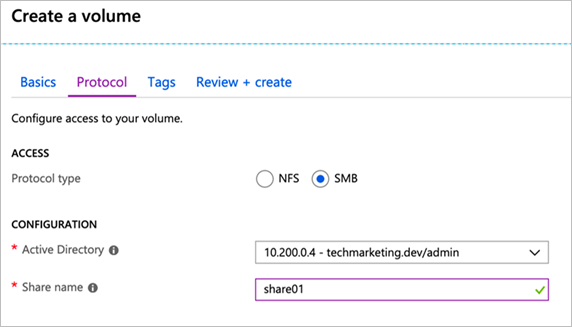 Create a volume
Basics Protocol Tags Review + create
Configure access to your volume.
ACCESS
Protocol type NFS SMB
CONFIGURATION
* Active Directory 10.200.0.4 - techmarketing.dev/admin
* Share name share01